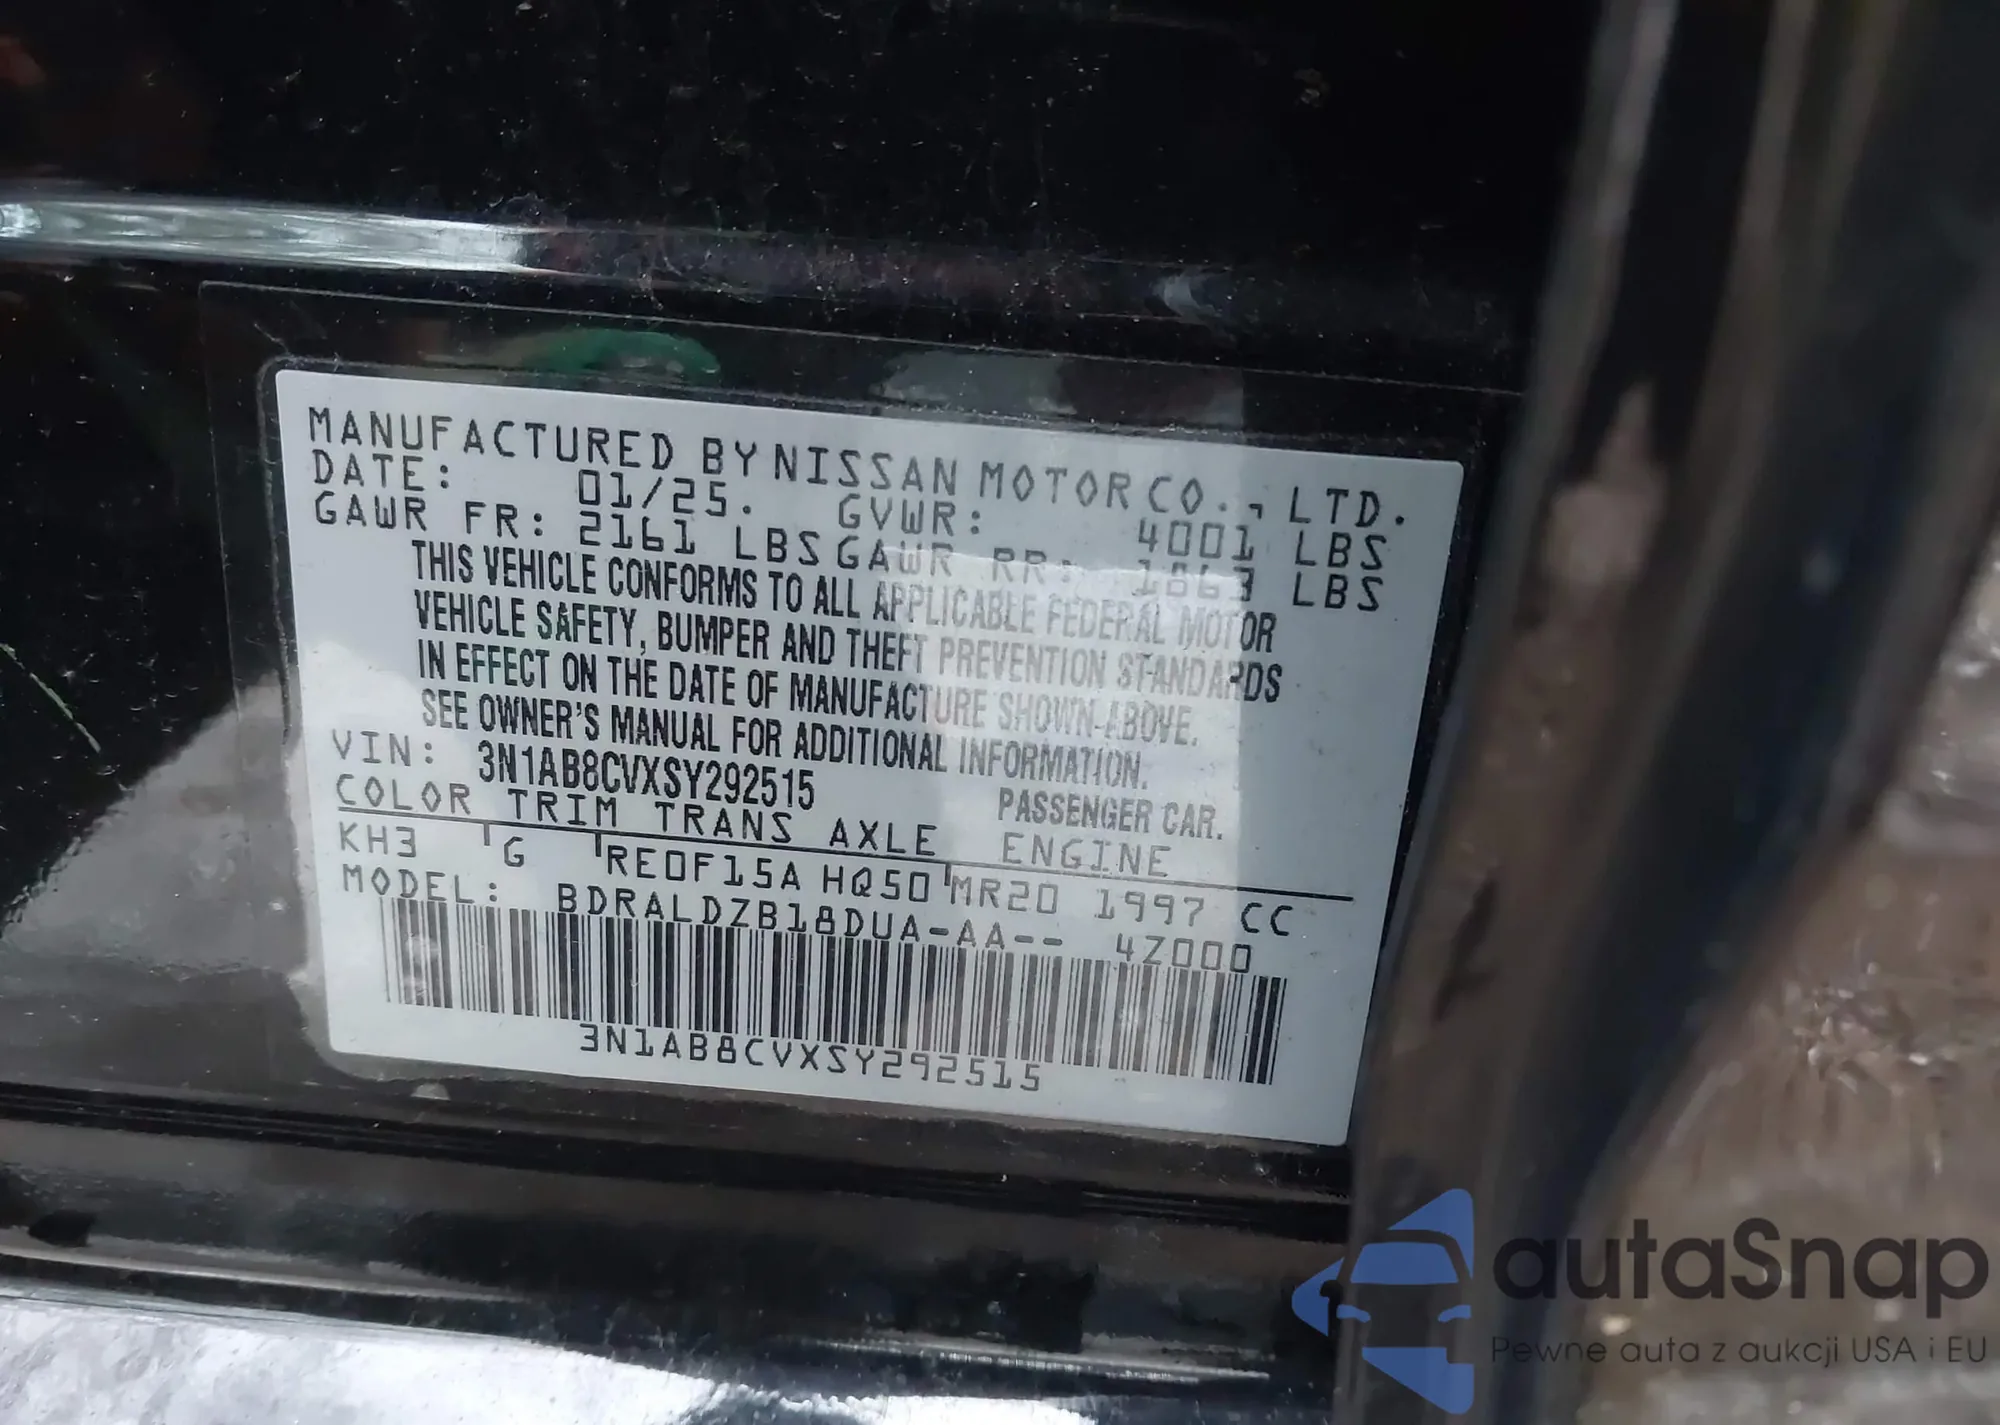 MANUFACTURED BY NISSAN MOTOR CO., LTD.
DATE: 01/25. GVWR: 4001 LBS
GAWR FR: 2161 LBS GAWR RR: 1863 LBS
THIS VEHICLE CONFORMS TO ALL APPLICABLE FEDERAL MOTOR
VEHICLE SAFETY, BUMPER AND THEFT PREVENTION STANDARDS
IN EFFECT ON THE DATE OF MANUFACTURE SHOWN ABOVE.
SEE OWNER'S MANUAL FOR ADDITIONAL INFORMATION.
VIN: 3N1AB8CVXSY292515 PASSENGER CAR.
COLOR TRIM TRANS AXLE ENGINE
KH3 G RE0F15A HQ50 MR20 1997 CC
MODEL: BDRALDZB18DUA-AA-- 4Z000
3N1AB8CVXSY292515
autaSnap
Pewne auta z aukcji USA i EU